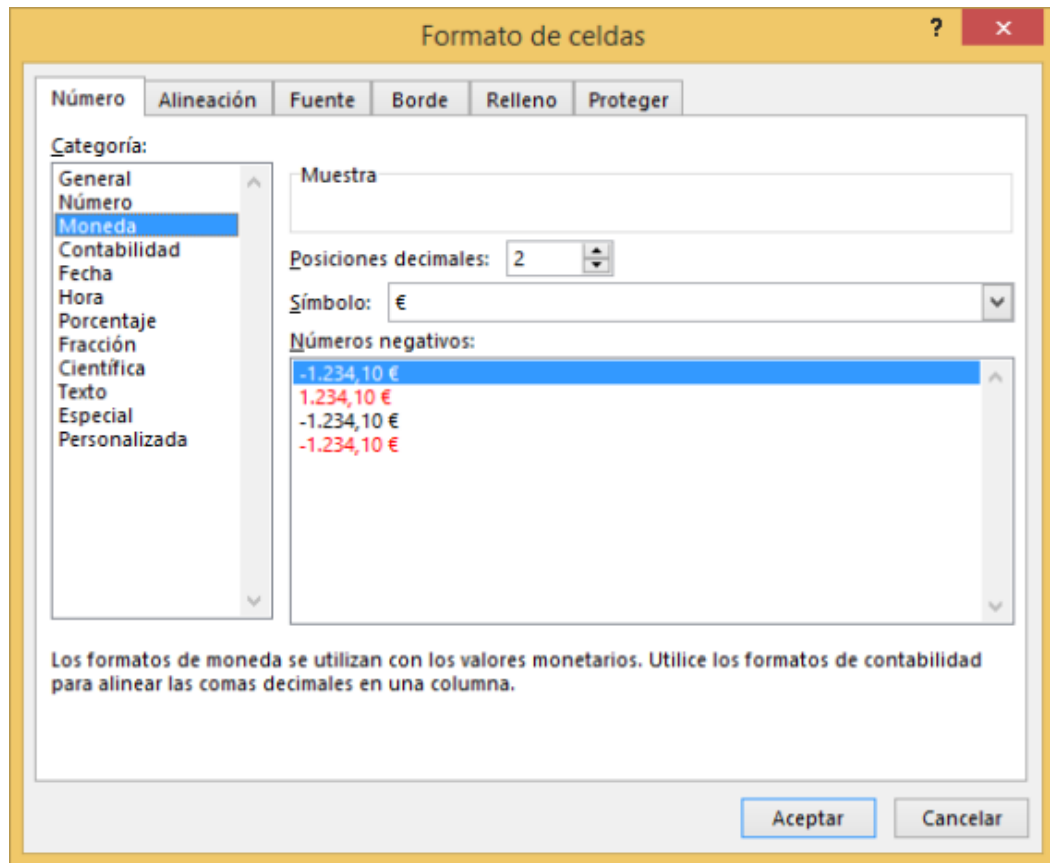 Formato de celdas
?
Número Alineación Fuente Borde Relleno Proteger
Categoría:
General
Número
Moneda
Contabilidad
Fecha
Hora
Porcentaje
Fracción
Científica
Texto
Especial
Personalizada
Muestra
Posiciones decimales: 2
Símbolo: €
Números negativos:
-1.234,10 €
1.234,10 €
-1.234,10 €
-1.234,10 €
Los formatos de moneda se utilizan con los valores monetarios. Utilice los formatos de contabilidad
para alinear las comas decimales en una columna.
Aceptar Cancelar